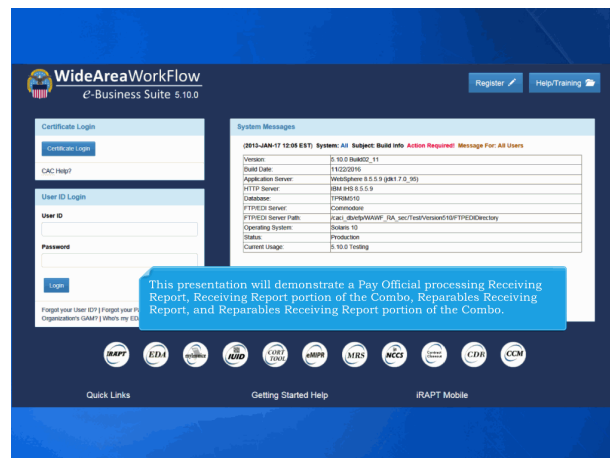 WideAreaWorkFlow
e-Business Suite 5.10.0
Register
Help/Training
Certificate Login
Certificate Login
CAC Help?
User ID Login
User ID
Password
Login
Forgot your User ID? | Forgot your Pa
Organization's GAM? | Who's my ED
System Messages
(2013-JAN-17 12:05 EST) System: All Subject: Build Info Action Required! Message For: All Users
Version: 5.10.0 Build02_11
Build Date: 11/22/2016
Application Server: WebSphere 8.5.5.9 (jdk1.7.0_95)
HTTP Server: IBM IHS 8.5.5.9
Database: TPRIM510
FTP/EDI Server: Commodore
FTP/EDI Server Path: /caci_db/efp/WAWF_RA_sec/Test/Version510/FTPEDIDirectory
Operating System: Solaris 10
Status: Production
Current Usage: 5.10.0 Testing
This presentation will demonstrate a Pay Official processing Receiving
Report, Receiving Report portion of the Combo, Reparables Receiving
Report, and Reparables Receiving Report portion of the Combo.
iRAPT
EDA
myInvoice
IUID
CORT TOOL
eMIPR
MRS
NCCS
CDR
CCM
Quick Links
Getting Started Help
iRAPT Mobile